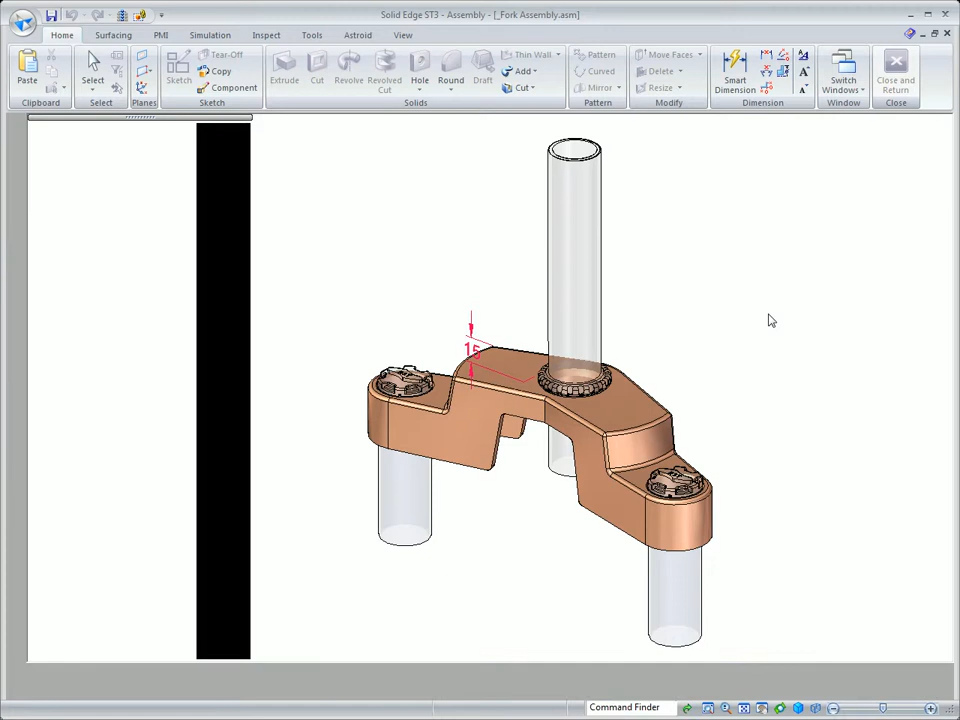 Solid Edge ST3 - Assembly - [_Fork Assembly.asm]
Home Surfacing PMI Simulation Inspect Tools Astroid View
Paste
Clipboard
Select
Select
Planes
Sketch
Tear-Off
Copy
Component
Sketch
Extrude
Cut
Revolve
Revolved
Cut
Hole
Round
Draft
Thin Wall
Add
Cut
Solids
Pattern
Curved
Mirror
Pattern
Move Faces
Delete
Resize
Modify
Smart
Dimension
Dimension
Switch
Windows
Window
Close and
Return
Close
15
Command Finder